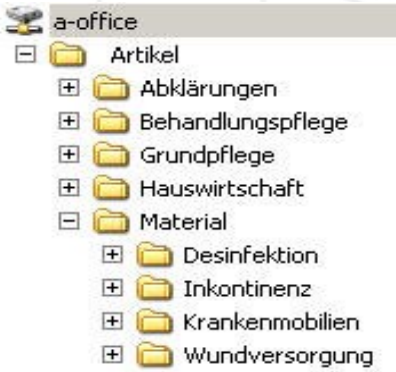 a-office
Artikel
Abklärungen
Behandlungspflege
Grundpflege
Hauswirtschaft
Material
Desinfektion
Inkontinenz
Krankenmobilien
Wundversorgung